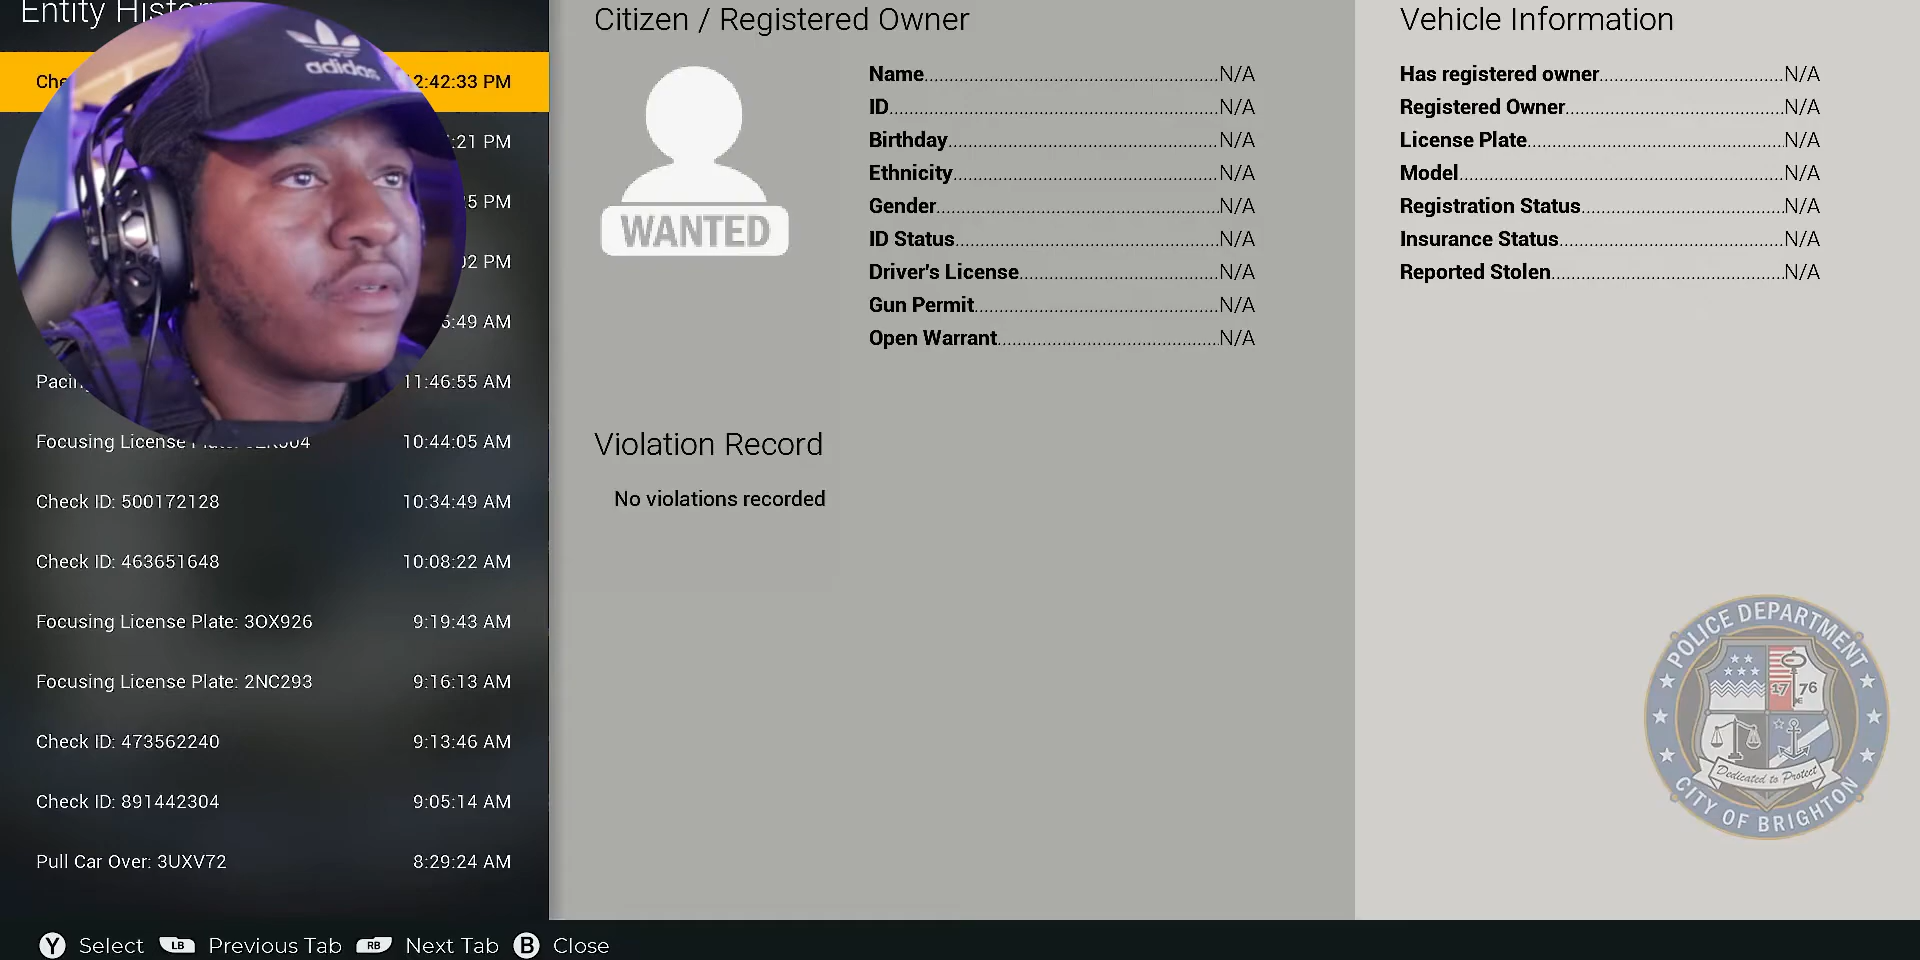 Entity
Citizen / Registered Owner
Vehicle Information
2:42:33 PM
:21 PM
5 PM
02 PM
5:49 AM
11:46:55 AM
Focusing License 10:44:05 AM
Check ID: 500172128 10:34:49 AM
Check ID: 463651648 10:08:22 AM
Focusing License Plate: 3OX926 9:19:43 AM
Focusing License Plate: 2NC293 9:16:13 AM
Check ID: 473562240 9:13:46 AM
Check ID: 891442304 9:05:14 AM
Pull Car Over: 3UXV72 8:29:24 AM
adidas
WANTED
Name N/A
ID N/A
Birthday N/A
Ethnicity N/A
Gender N/A
ID Status N/A
Driver's License N/A
Gun Permit N/A
Open Warrant N/A
Violation Record
No violations recorded
Has registered owner N/A
Registered Owner N/A
License Plate N/A
Model N/A
Registration Status N/A
Insurance Status N/A
Reported Stolen N/A
POLICE DEPARTMENT
17 76
Dedicated to Protect
CITY OF BRIGHTON
Y Select LB Previous Tab RB Next Tab B Close